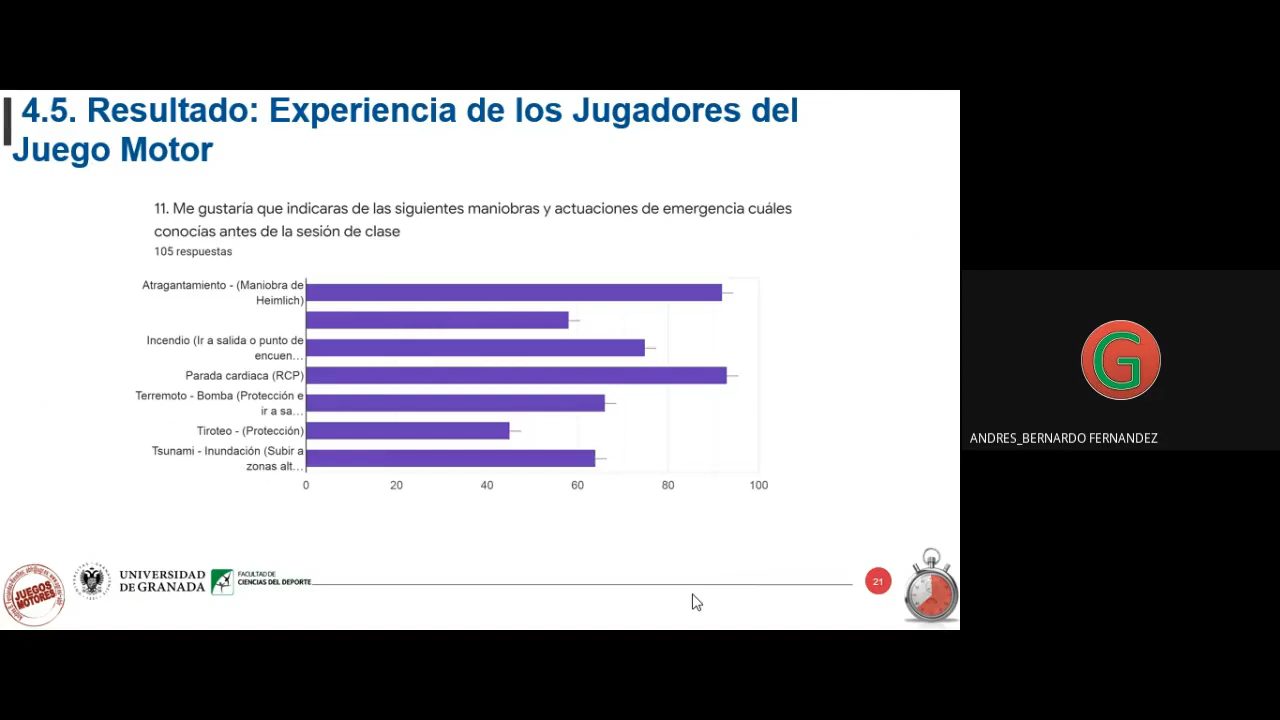 4.5. Resultado: Experiencia de los Jugadores del
Juego Motor
11. Me gustaría que indicaras de las siguientes maniobras y actuaciones de emergencia cuáles
conocías antes de la sesión de clase
105 respuestas
Atragantamiento - (Maniobra de
Heimlich)
Incendio (Ir a salida o punto de
encuen...
Parada cardiaca (RCP)
Terremoto - Bomba (Protección e
ir a sa...
Tiroteo - (Protección)
Tsunami - Inundación (Subir a
zonas alt...
0 20 40 60 80 100
JUEGOS
MOTORES
UNIVERSIDAD
DE GRANADA
FACULTAD DE
CIENCIAS DEL DEPORTE
21
G
ANDRES_BERNARDO FERNANDEZ